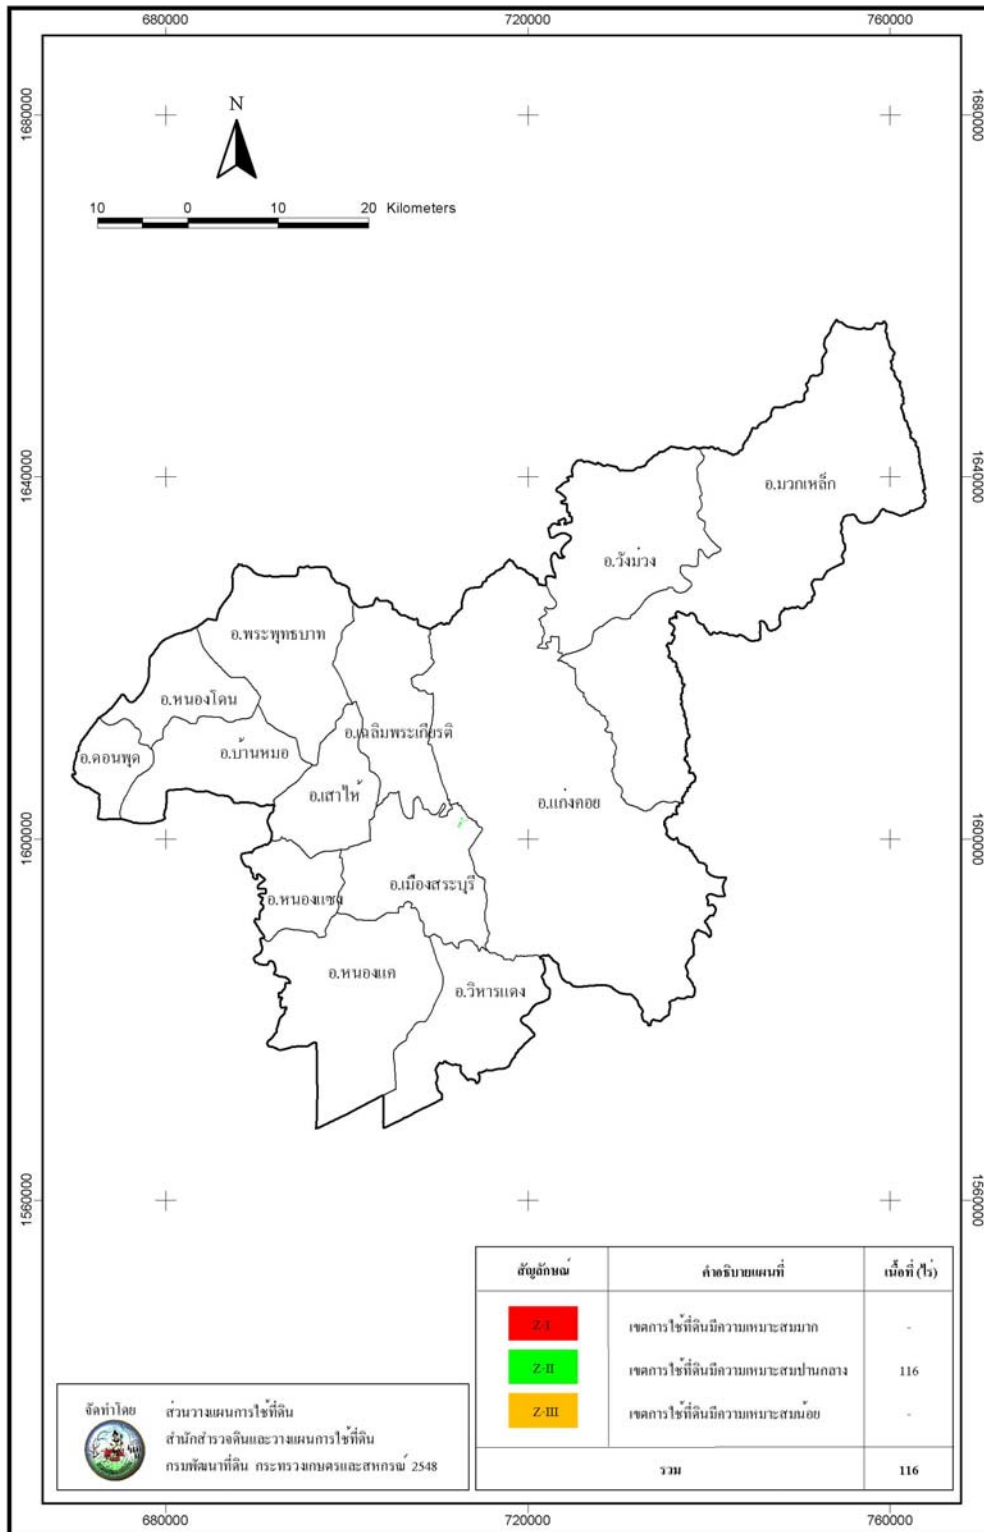 680000 720000 760000
1680000 1680000
N
10 0 10 20 Kilometers
1640000 1640000
อ.มวกเหล็ก
อ.วังม่วง
อ.พระพุทธบาท
อ.หนองโดน
อ.เฉลิมพระเกียรติ
อ.ดอนพุด
อ.บ้านหมอ
อ.เสาไห้
อ.แก่งคอย
1600000 1600000
อ.เมืองสระบุรี
อ.หนองแซง
อ.หนองแค
อ.วิหารแดง
1560000 1560000
สัญลักษณ์ คำอธิบายแผนที่ เนื้อที่ (ไร่)
Z-I เขตการใช้ที่ดินมีความเหมาะสมมาก -
Z-II เขตการใช้ที่ดินมีความเหมาะสมปานกลาง 116
Z-III เขตการใช้ที่ดินมีความเหมาะสมน้อย -
รวม 116
จัดทำโดย ส่วนวางแผนการใช้ที่ดิน
สำนักสำรวจดินและวางแผนการใช้ที่ดิน
กรมพัฒนาที่ดิน กระทรวงเกษตรและสหกรณ์ 2548
680000 720000 760000